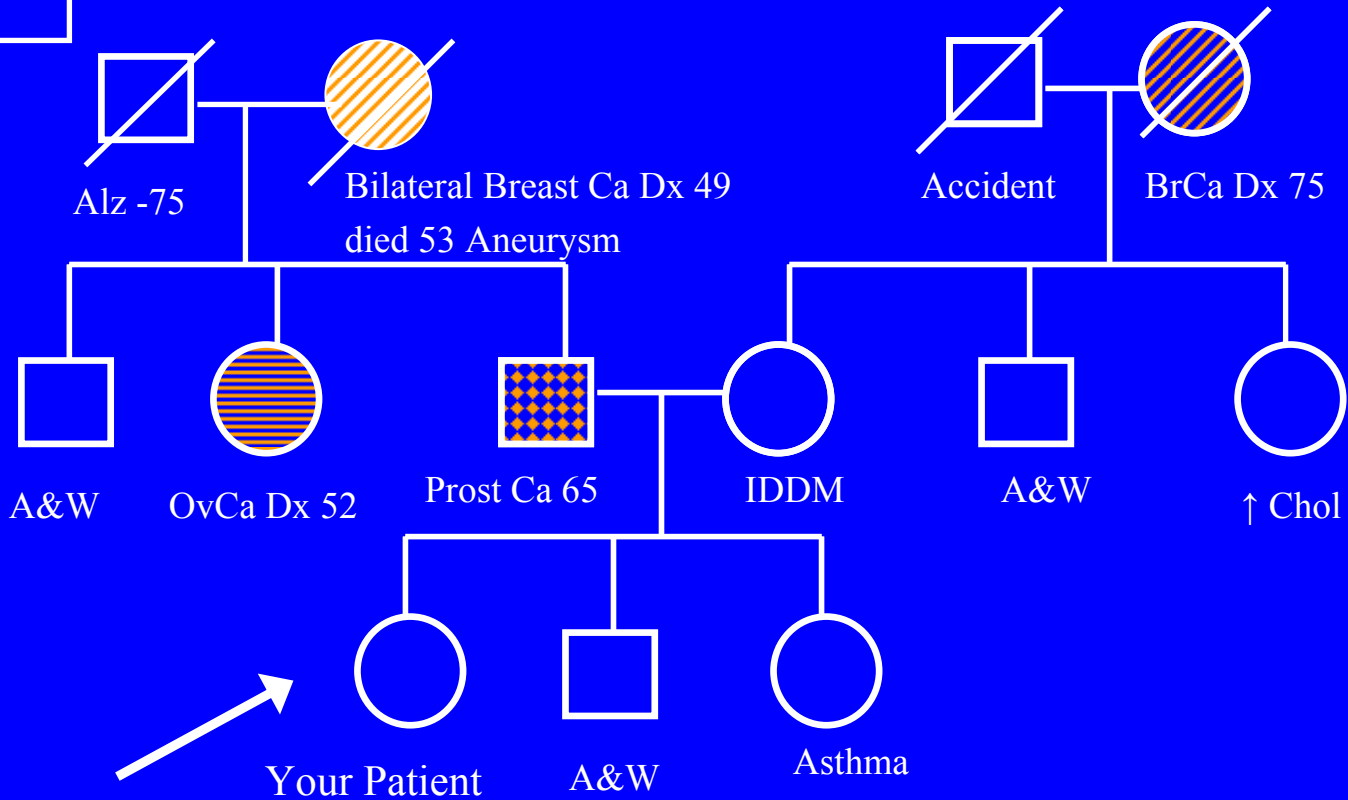 Alz -75
Bilateral Breast Ca Dx 49
died 53 Aneurysm
Accident
BrCa Dx 75
A&W
OvCa Dx 52
Prost Ca 65
IDDM
A&W
↑ Chol
Your Patient
A&W
Asthma